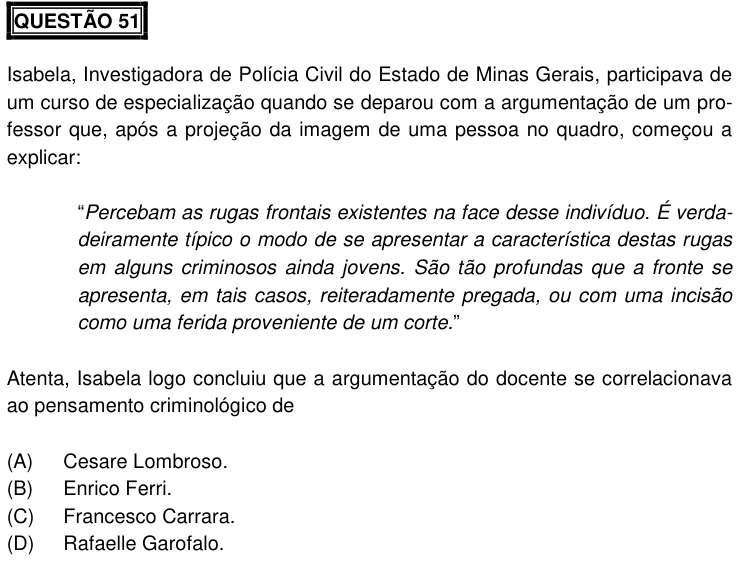 QUESTÃO 51
Isabela, Investigadora de Polícia Civil do Estado de Minas Gerais, participava de
um curso de especialização quando se deparou com a argumentação de um pro-
fessor que, após a projeção da imagem de uma pessoa no quadro, começou a
explicar:
“Percebam as rugas frontais existentes na face desse indivíduo. É verda-
deiramente típico o modo de se apresentar a característica destas rugas
em alguns criminosos ainda jovens. São tão profundas que a fronte se
apresenta, em tais casos, reiteradamente pregada, ou com uma incisão
como uma ferida proveniente de um corte.”
Atenta, Isabela logo concluiu que a argumentação do docente se correlacionava
ao pensamento criminológico de
(A) Cesare Lombroso.
(B) Enrico Ferri.
(C) Francesco Carrara.
(D) Rafaelle Garofalo.